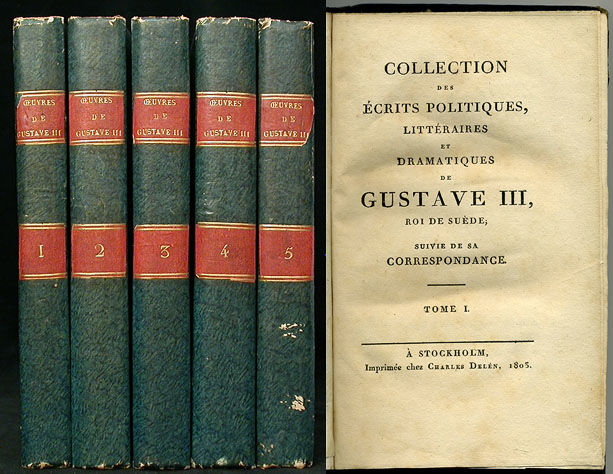 ŒUVRES
DE
GUSTAVE III
1
ŒUVRES
DE
GUSTAVE III
2
ŒUVRES
DE
GUSTAVE III
3
ŒUVRES
DE
GUSTAVE III
4
ŒUVRES
DE
GUSTAVE III
5
COLLECTION
DES
ÉCRITS POLITIQUES,
LITTÉRAIRES
ET
DRAMATIQUES
DE
GUSTAVE III,
ROI DE SUÈDE;
SUIVIE DE SA
CORRESPONDANCE.
TOME I.
À STOCKHOLM,
Imprimée chez CHARLES DELÉN, 1803.